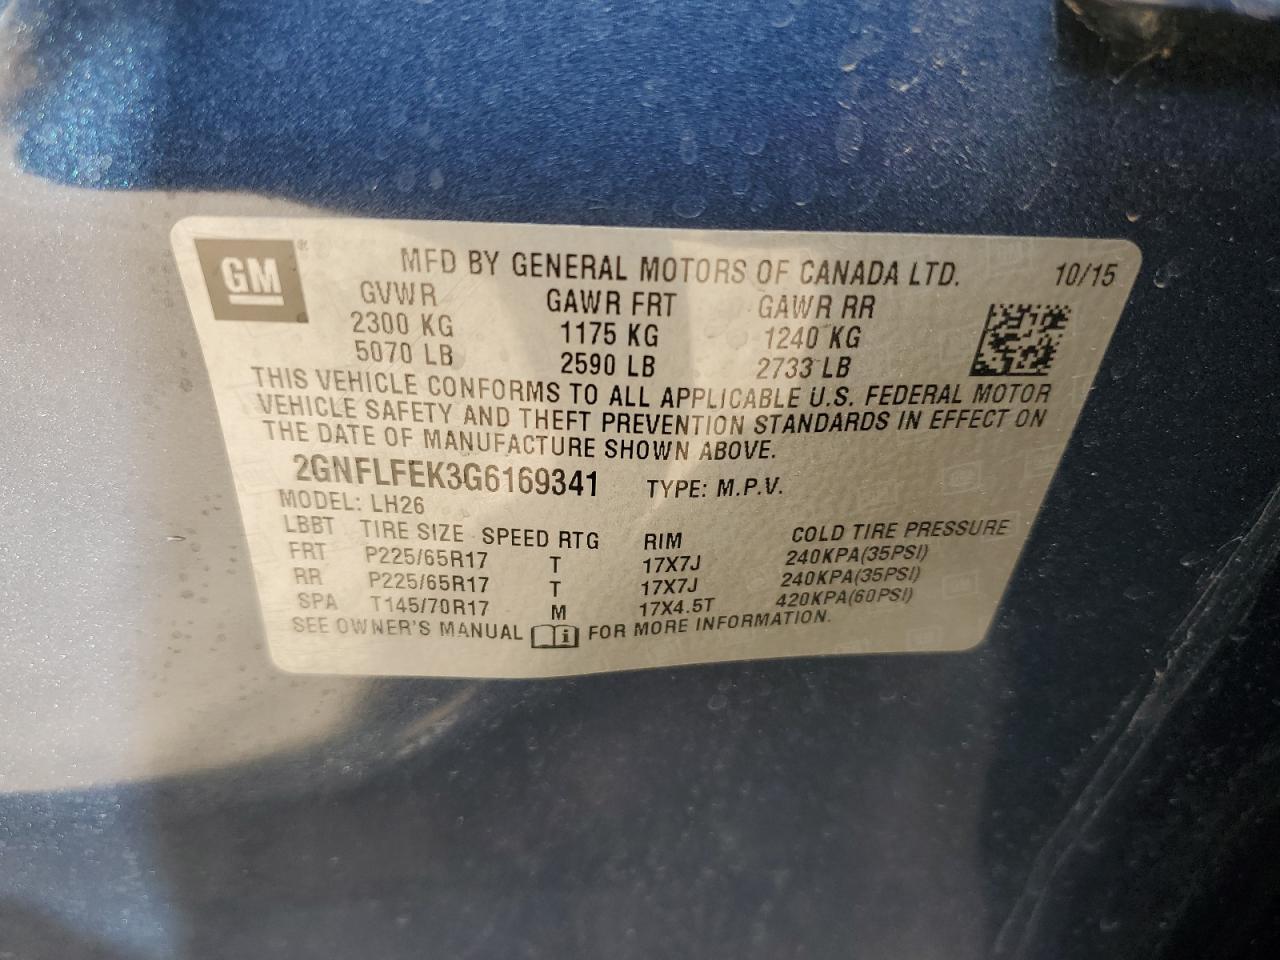 GM ®
MFD BY GENERAL MOTORS OF CANADA LTD. 10/15
GVWR GAWR FRT GAWR RR
2300 KG 1175 KG 1240 KG
5070 LB 2590 LB 2733 LB
THIS VEHICLE CONFORMS TO ALL APPLICABLE U.S. FEDERAL MOTOR
VEHICLE SAFETY AND THEFT PREVENTION STANDARDS IN EFFECT ON
THE DATE OF MANUFACTURE SHOWN ABOVE.
2GNFLFEK3G6169341 TYPE: M.P.V.
MODEL: LH26
LBBT TIRE SIZE SPEED RTG RIM COLD TIRE PRESSURE
FRT P225/65R17 T 17X7J 240KPA(35PSI)
RR P225/65R17 T 17X7J 240KPA(35PSI)
SPA T145/70R17 M 17X4.5T 420KPA(60PSI)
SEE OWNER'S MANUAL i FOR MORE INFORMATION.